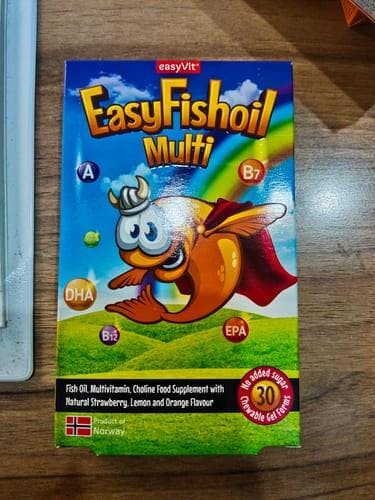 easyVit®
EasyFishoil
Multi
A
B7
DHA
B12
EPA
Fish Oil, Multivitamin, Choline Food Supplement with
Natural Strawberry, Lemon and Orange Flavour
No added sugar
30
Chewable Gel Forms
Product of
Norway